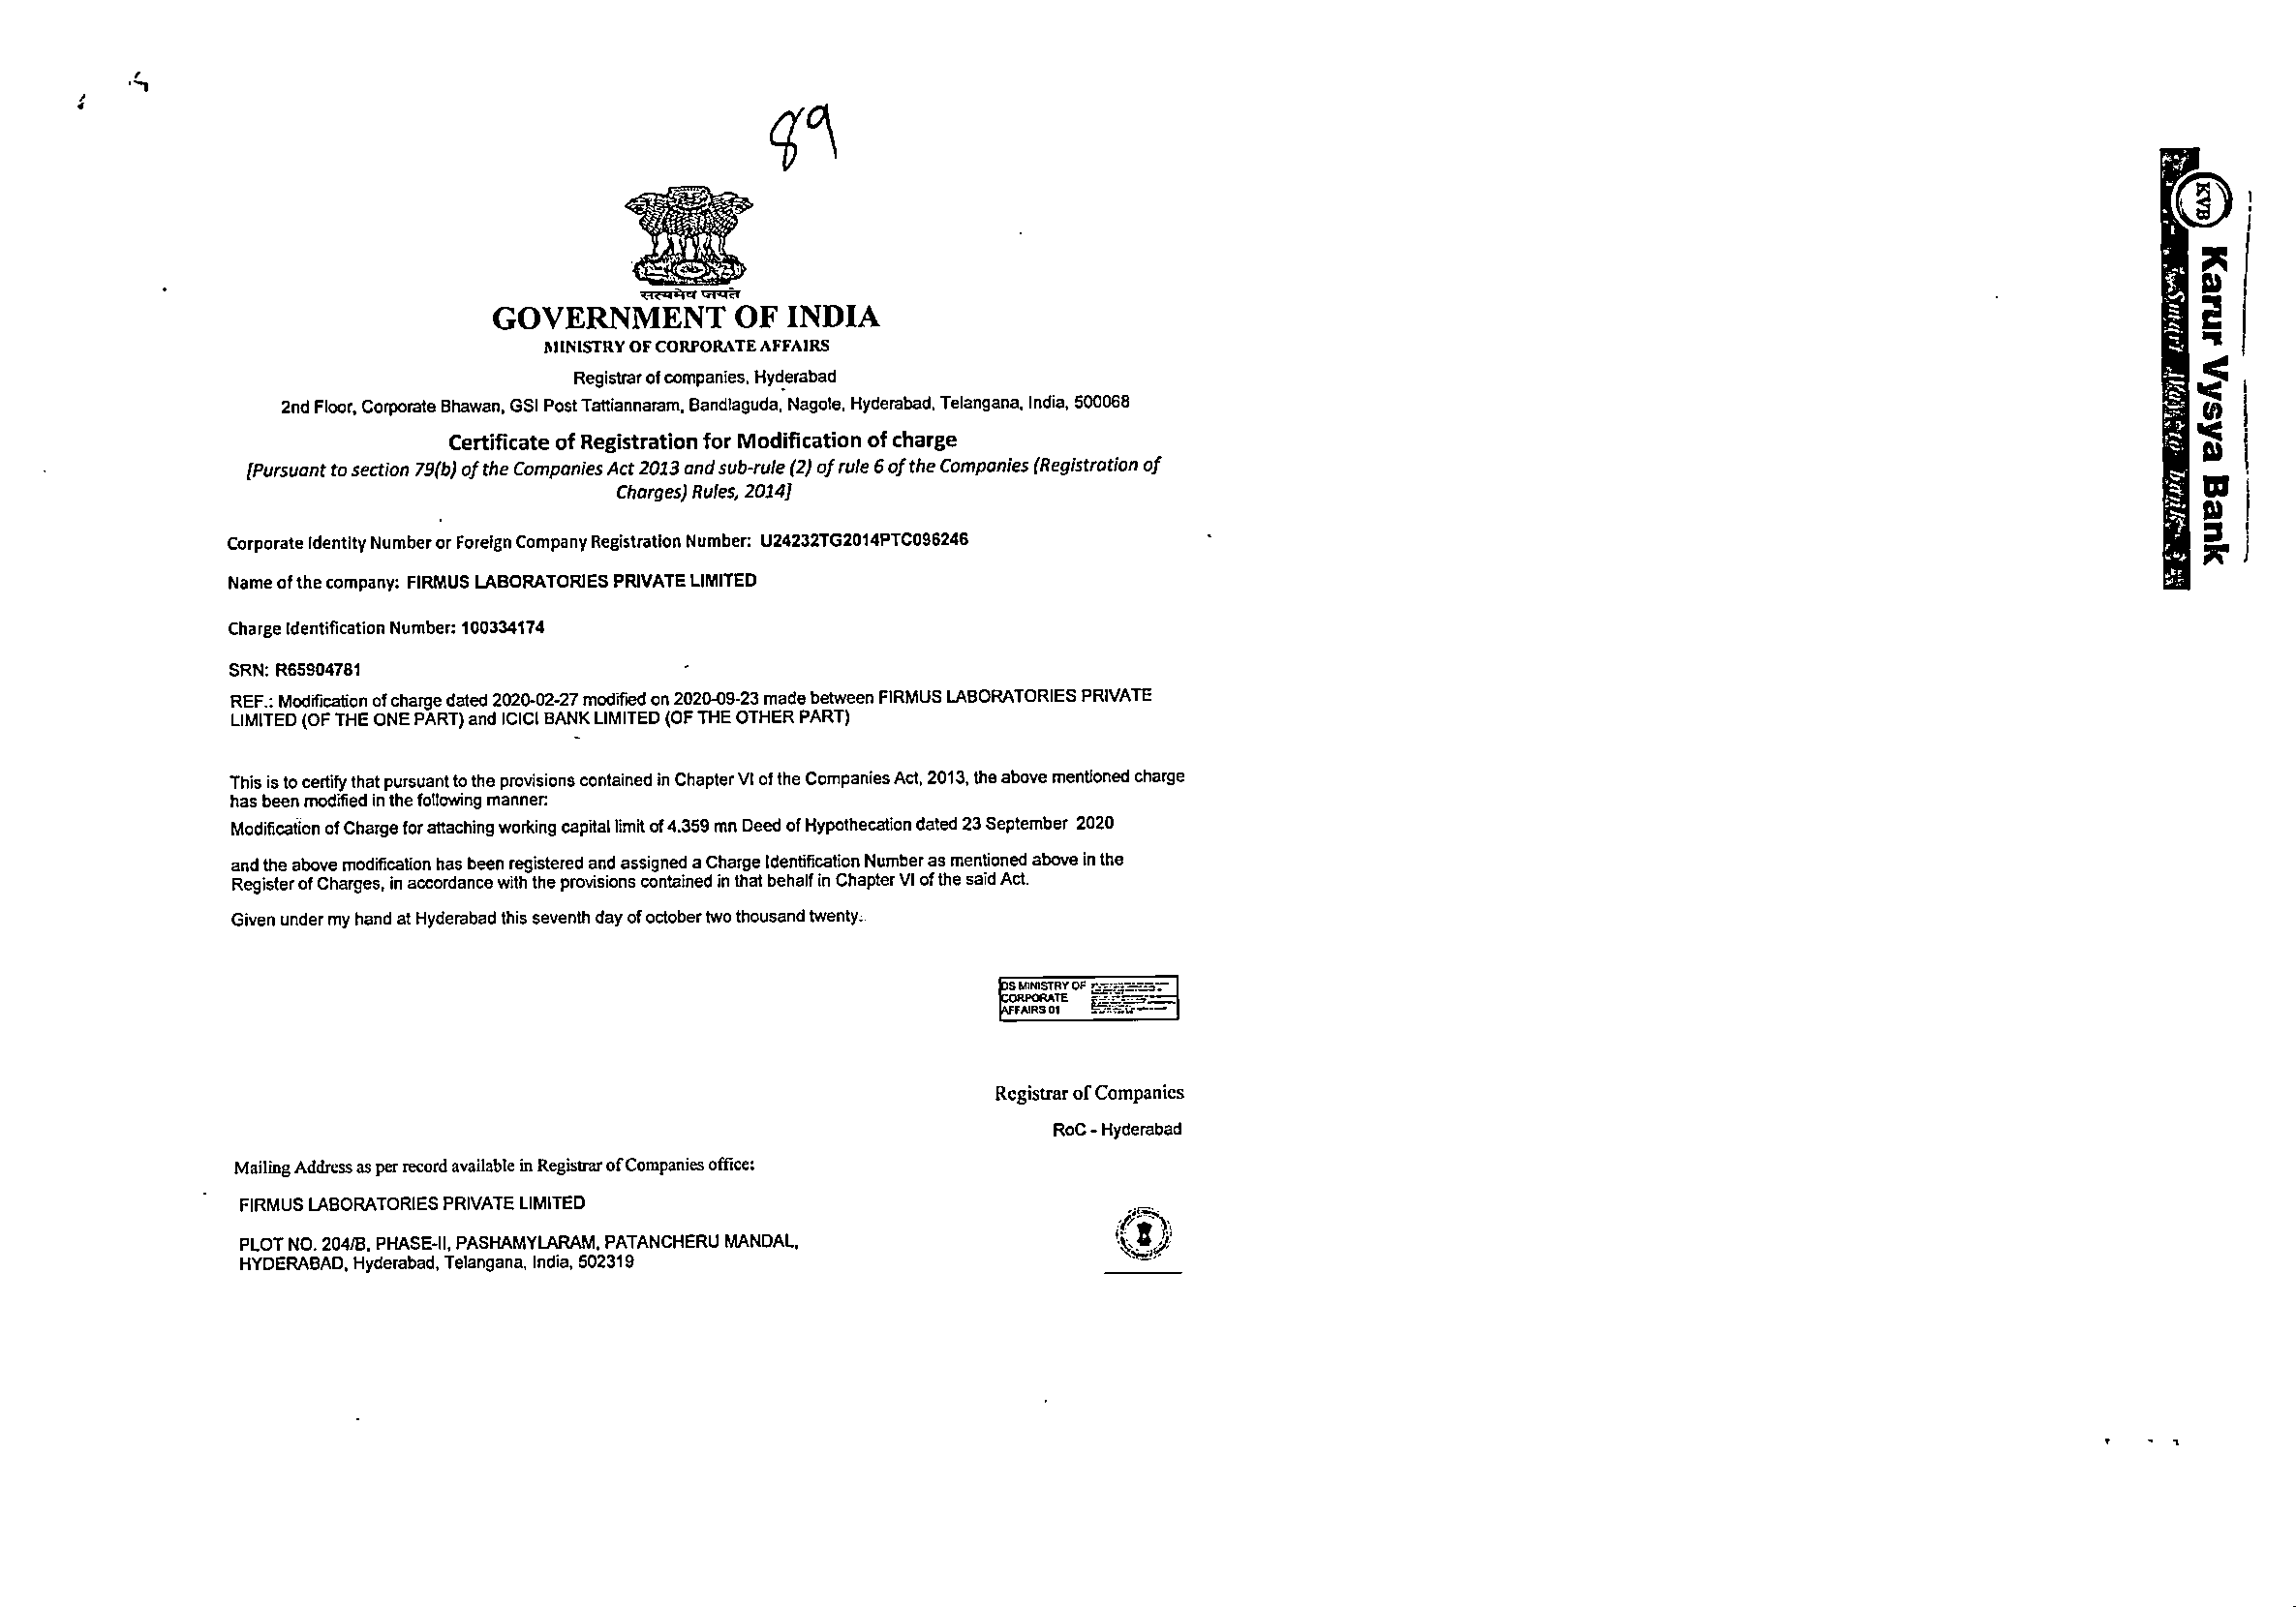 89
सत्यमेव जयते
GOVERNMENT OF INDIA
MINISTRY OF CORPORATE AFFAIRS
Registrar of companies, Hyderabad
2nd Floor, Corporate Bhawan, GSI Post Tattiannaram, Bandlaguda, Nagole, Hyderabad, Telangana, India, 500068
Certificate of Registration for Modification of charge
[Pursuant to section 79(b) of the Companies Act 2013 and sub-rule (2) of rule 6 of the Companies (Registration of
Charges) Rules, 2014]
Corporate Identity Number or Foreign Company Registration Number: U24232TG2014PTC096246
Name of the company: FIRMUS LABORATORIES PRIVATE LIMITED
Charge Identification Number: 100334174
SRN: R65904781
REF.: Modification of charge dated 2020-02-27 modified on 2020-09-23 made between FIRMUS LABORATORIES PRIVATE
LIMITED (OF THE ONE PART) and ICICI BANK LIMITED (OF THE OTHER PART)
This is to certify that pursuant to the provisions contained in Chapter VI of the Companies Act, 2013, the above mentioned charge
has been modified in the following manner:
Modification of Charge for attaching working capital limit of 4.359 mn Deed of Hypothecation dated 23 September 2020
and the above modification has been registered and assigned a Charge Identification Number as mentioned above in the
Register of Charges, in accordance with the provisions contained in that behalf in Chapter VI of the said Act.
Given under my hand at Hyderabad this seventh day of october two thousand twenty.
DS MINISTRY OF
CORPORATE
AFFAIRS 01
Registrar of Companies
RoC - Hyderabad
Mailing Address as per record available in Registrar of Companies office:
FIRMUS LABORATORIES PRIVATE LIMITED
PLOT NO. 204/B, PHASE-II, PASHAMYLARAM, PATANCHERU MANDAL,
HYDERABAD, Hyderabad, Telangana, India, 502319
KVB Karur Vysya Bank
Smart bank